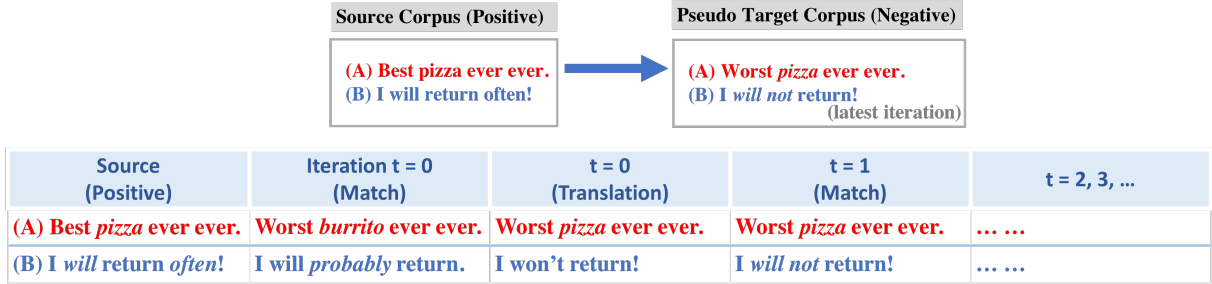 Source Corpus (Positive)
Pseudo Target Corpus (Negative)
(A) Best pizza ever ever.
(B) I will return often!
(A) Worst pizza ever ever.
(B) I will not return!
(latest iteration)
Source (Positive)
Iteration t = 0 (Match)
t = 0 (Translation)
t = 1 (Match)
t = 2, 3, …
(A) Best pizza ever ever.
Worst burrito ever ever.
Worst pizza ever ever.
Worst pizza ever ever.
… …
(B) I will return often!
I will probably return.
I won't return!
I will not return!
… …